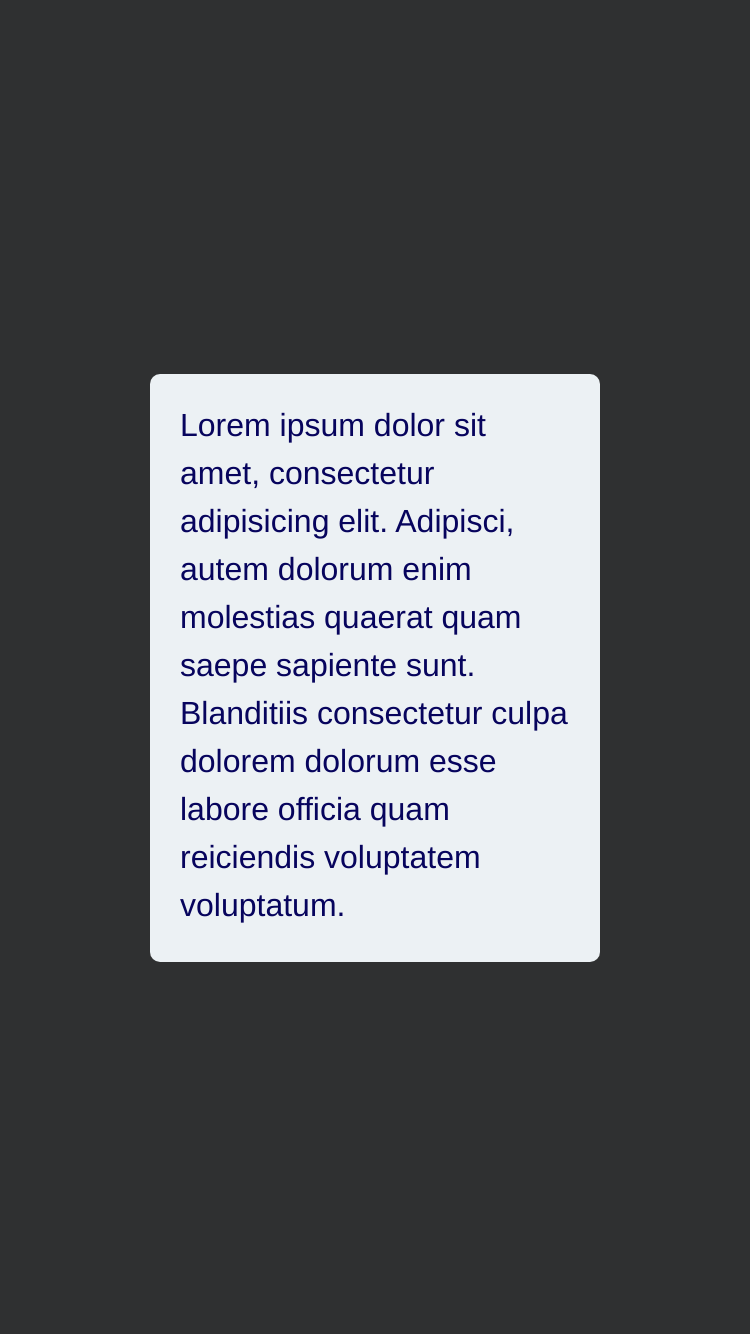 Lorem ipsum dolor sit
amet, consectetur
adipisicing elit. Adipisci,
autem dolorum enim
molestias quaerat quam
saepe sapiente sunt.
Blanditiis consectetur culpa
dolorem dolorum esse
labore officia quam
reiciendis voluptatem
voluptatum.